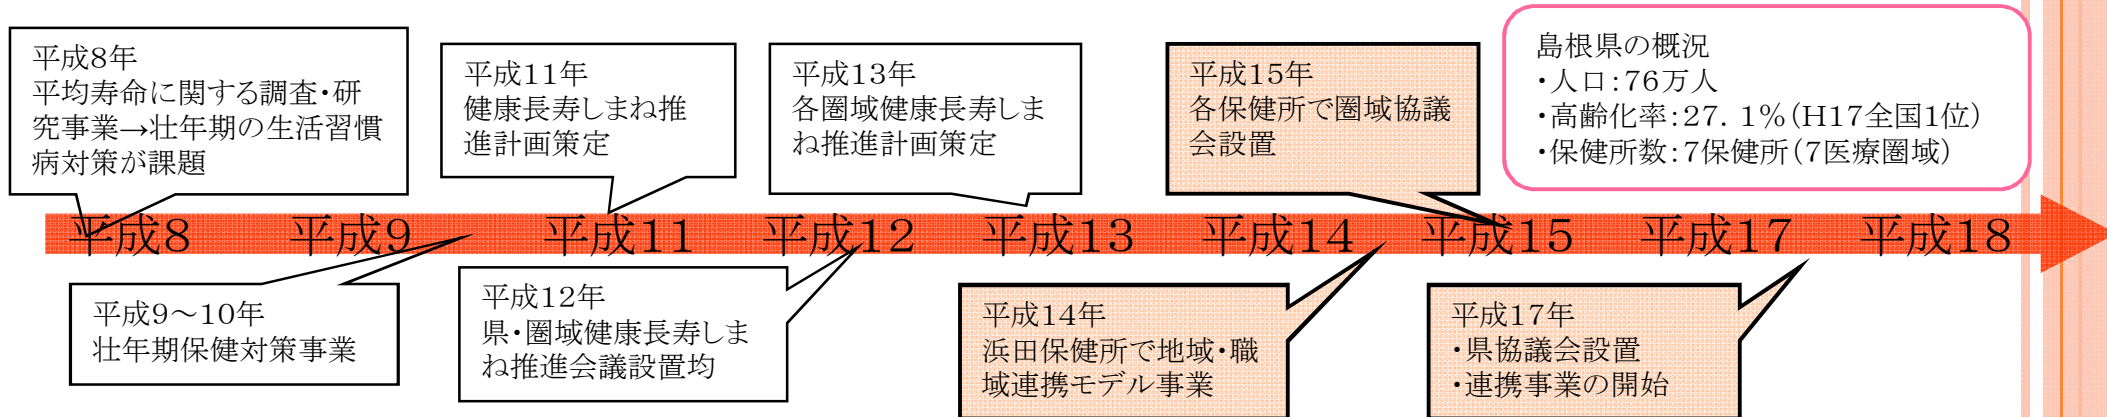 平成8年
平均寿命に関する調査・研
究事業→壮年期の生活習慣
病対策が課題
平成11年
健康長寿しまね推
進計画策定
平成13年
各圏域健康長寿しま
ね推進計画策定
平成15年
各保健所で圏域協議
会設置
島根県の概況
・人口:76万人
・高齢化率:27.1%(H17全国1位)
・保健所数:7保健所(7医療圏域)
平成8 平成9 平成11 平成12 平成13 平成14 平成15 平成17 平成18
平成9～10年
壮年期保健対策事業
平成12年
県・圏域健康長寿しま
ね推進会議設置均
平成14年
浜田保健所で地域・職
域連携モデル事業
平成17年
・県協議会設置
・連携事業の開始